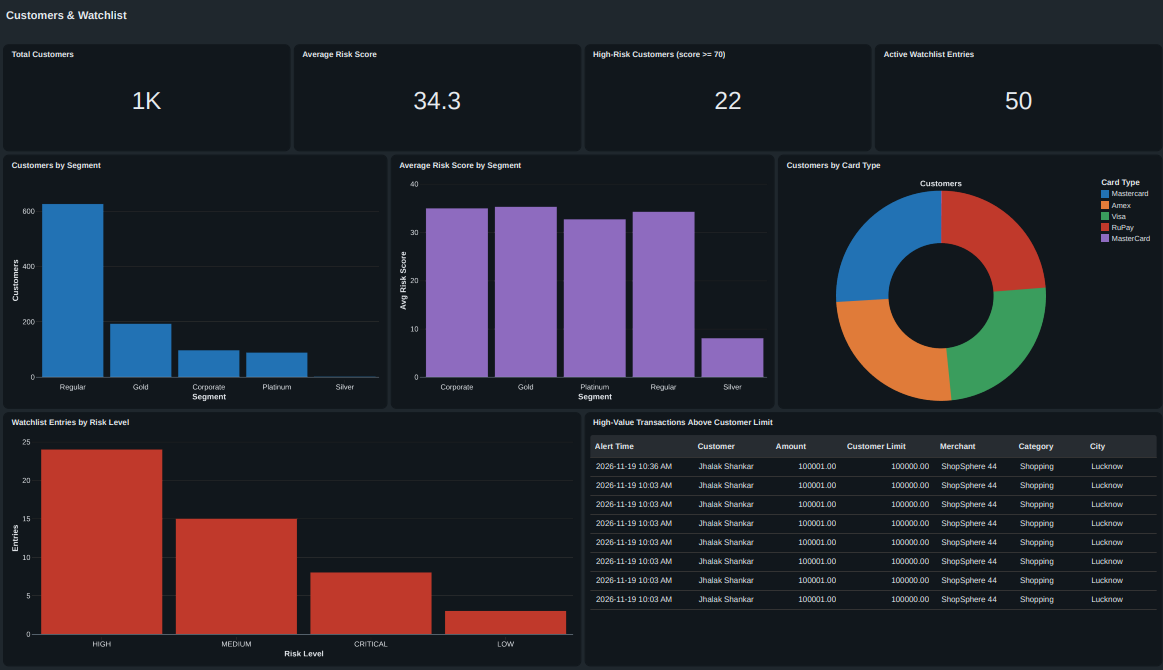 Customers & Watchlist
Total Customers
1K
Average Risk Score
34.3
High-Risk Customers (score >= 70)
22
Active Watchlist Entries
50
Customers by Segment
Customers
600
400
200
0
Regular Gold Corporate Platinum Silver
Segment
Average Risk Score by Segment
Avg Risk Score
40
30
20
10
0
Corporate Gold Platinum Regular Silver
Segment
Customers by Card Type
Customers
Card Type
Mastercard
Amex
Visa
RuPay
MasterCard
Watchlist Entries by Risk Level
Entries
25
20
15
10
5
0
HIGH MEDIUM CRITICAL LOW
Risk Level
High-Value Transactions Above Customer Limit
Alert Time Customer Amount Customer Limit Merchant Category City
2026-11-19 10:36 AM Jhalak Shankar 100001.00 100000.00 ShopSphere 44 Shopping Lucknow
2026-11-19 10:03 AM Jhalak Shankar 100001.00 100000.00 ShopSphere 44 Shopping Lucknow
2026-11-19 10:03 AM Jhalak Shankar 100001.00 100000.00 ShopSphere 44 Shopping Lucknow
2026-11-19 10:03 AM Jhalak Shankar 100001.00 100000.00 ShopSphere 44 Shopping Lucknow
2026-11-19 10:03 AM Jhalak Shankar 100001.00 100000.00 ShopSphere 44 Shopping Lucknow
2026-11-19 10:03 AM Jhalak Shankar 100001.00 100000.00 ShopSphere 44 Shopping Lucknow
2026-11-19 10:03 AM Jhalak Shankar 100001.00 100000.00 ShopSphere 44 Shopping Lucknow
2026-11-19 10:03 AM Jhalak Shankar 100001.00 100000.00 ShopSphere 44 Shopping Lucknow